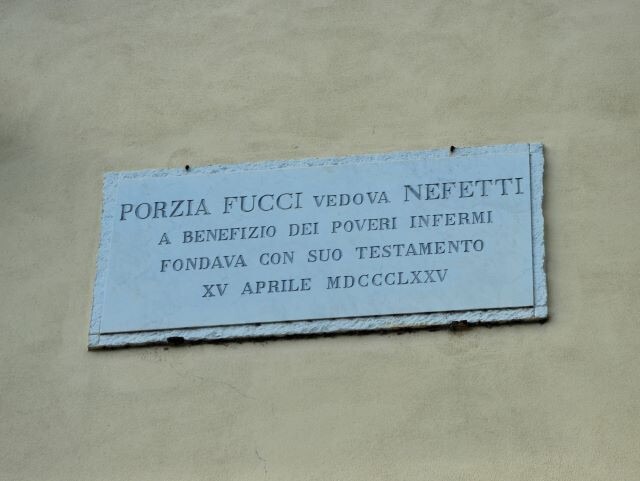 PORZIA FUCCI VEDOVA NEFETTI
A BENEFIZIO DEI POVERI INFERMI
FONDAVA CON SUO TESTAMENTO
XV APRILE MDCCCLXXV